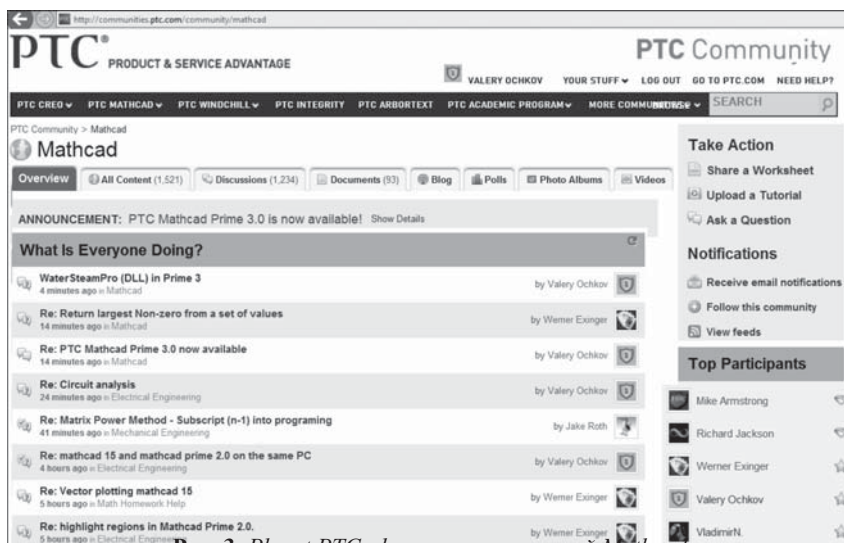 http://communities.ptc.com/community/mathcad
PTC® PRODUCT & SERVICE ADVANTAGE
PTC Community
VALERY OCHKOV YOUR STUFF LOG OUT GO TO PTC.COM NEED HELP?
PTC CREO PTC MATHCAD PTC WINDCHILL PTC INTEGRITY PTC ARBORTEXT PTC ACADEMIC PROGRAM MORE SEARCH
PTC Community > Mathcad
Mathcad
Overview All Content (1,521) Discussions (1,234) Documents (93) Blog Polls Photo Albums Videos
ANNOUNCEMENT: PTC Mathcad Prime 3.0 is now available! Show Details
What Is Everyone Doing?
WaterSteamPro (DLL) in Prime 3
4 minutes ago in Mathcad
by Valery Ochkov
Re: Return largest Non-zero from a set of values
14 minutes ago in Mathcad
by Werner Exinger
Re: PTC Mathcad Prime 3.0 now available
14 minutes ago in Mathcad
by Valery Ochkov
Re: Circuit analysis
24 minutes ago in Electrical Engineering
by Valery Ochkov
Re: Matrix Power Method - Subscript (n-1) into programing
41 minutes ago in Mechanical Engineering
by Jake Roth
Re: mathcad 15 and mathcad prime 2.0 on the same PC
4 hours ago in Electrical Engineering
by Valery Ochkov
Re: Vector plotting mathcad 15
5 hours ago in Math Homework Help
by Werner Exinger
Re: highlight regions in Mathcad Prime 2.0.
5 hours ago in Electrical
by Werner Exinger
Take Action
Share a Worksheet
Upload a Tutorial
Ask a Question
Notifications
Receive email notifications
Follow this community
View feeds
Top Participants
Mike Armstrong
Richard Jackson
Werner Exinger
Valery Ochkov
VladimirN.